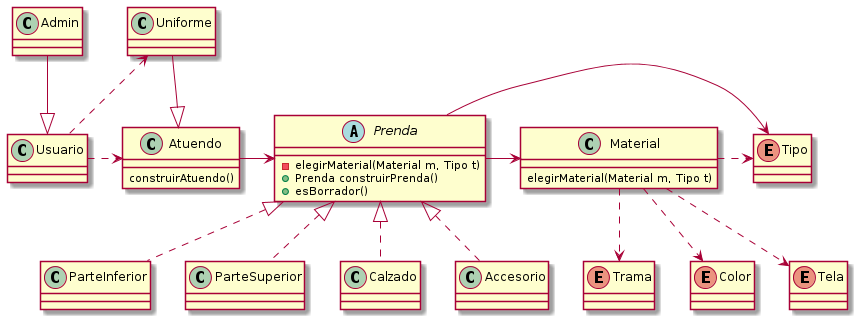 C Admin
C Uniforme
C Usuario
C Atuendo
construirAtuendo()
A Prenda
elegirMaterial(Material m, Tipo t)
Prenda construirPrenda()
esBorrador()
C Material
elegirMaterial(Material m, Tipo t)
E Tipo
C ParteInferior
C ParteSuperior
C Calzado
C Accesorio
E Trama
E Color
E Tela